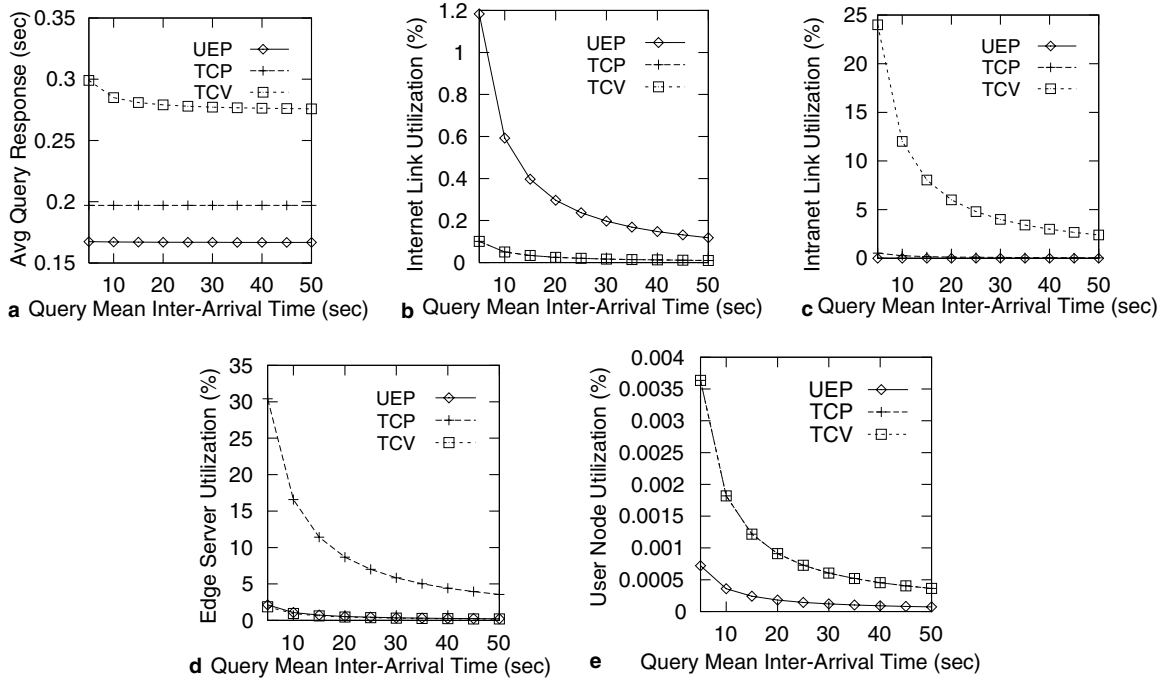 Avg Query Response (sec)
0.3
0.25
0.2
0.15
UEP
TCP
TCV
10 20 30 40 50
a Query Mean Inter-Arrival Time (sec)
Internet Link Utilization (%)
1.2
1
0.8
0.6
0.4
0.2
0
UEP
TCP
TCV
10 20 30 40 50
b Query Mean Inter-Arrival Time (sec)
Intranet Link Utilization (%)
25
20
15
10
5
0
UEP
TCP
TCV
10 20 30 40 50
c Query Mean Inter-Arrival Time (sec)
Edge Server Utilization (%)
35
30
25
20
15
10
5
0
UEP
TCP
TCV
10 20 30 40 50
d Query Mean Inter-Arrival Time (sec)
User Node Utilization (%)
0.004
0.0035
0.003
0.0025
0.002
0.0015
0.001
0.0005
0
UEP
TCP
TCV
10 20 30 40 50
e Query Mean Inter-Arrival Time (sec)